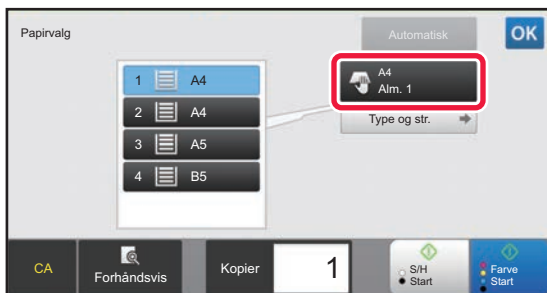 Papirvalg
Automatisk
OK
1 A4
2 A4
3 A5
4 B5
A4
Alm. 1
Type og str.
CA
Forhåndsvis
Kopier
1
S/H
Start
Farve
Start